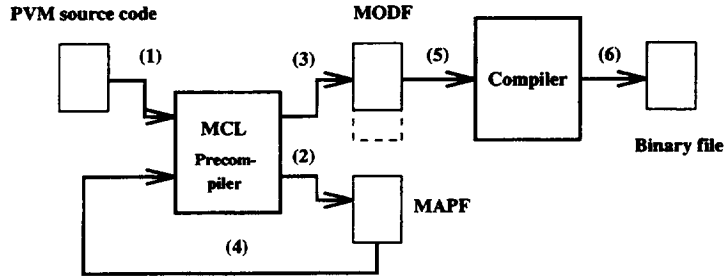 PVM source code
MODF
(1)
(3)
(5)
(6)
MCL
Precom-
piler
Compiler
(2)
Binary file
MAPF
(4)